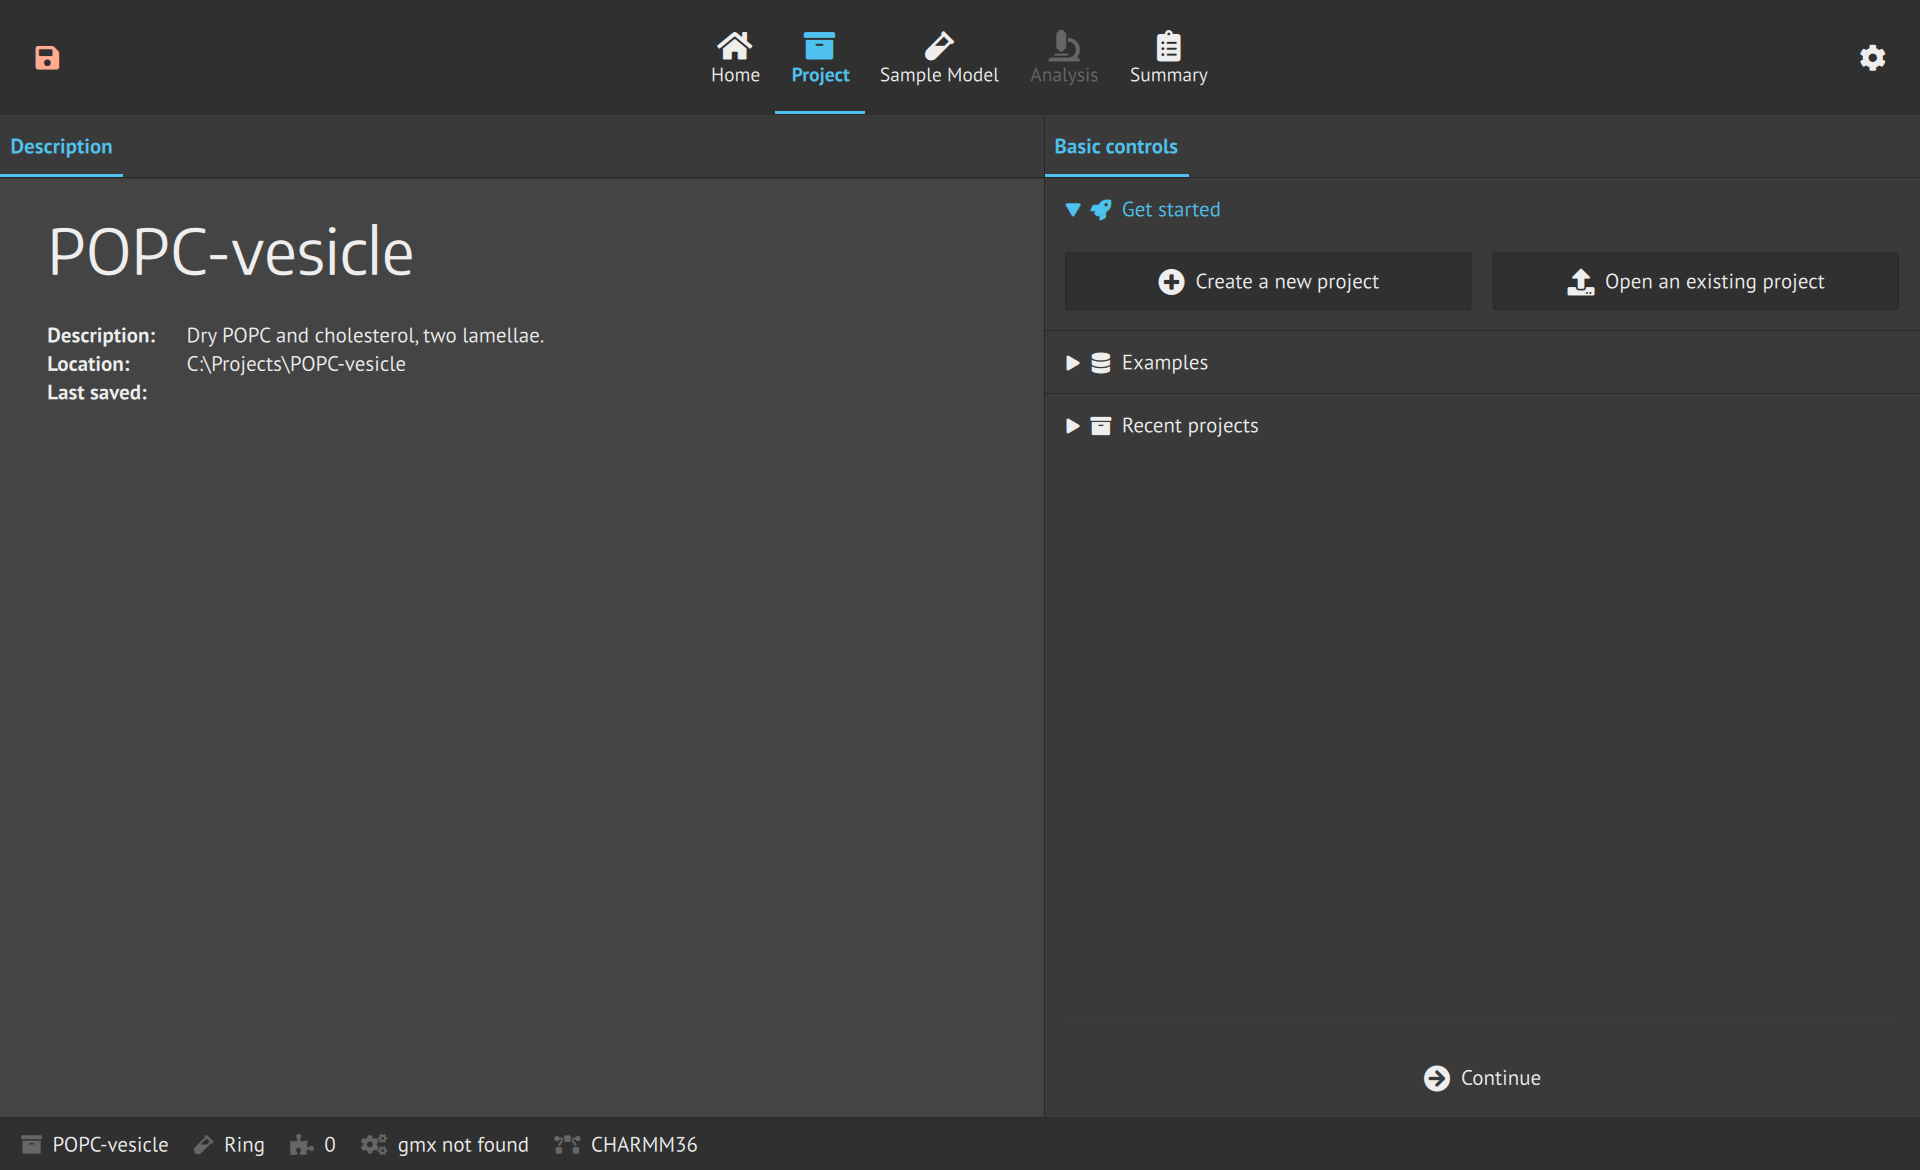 Home Project Sample Model Analysis Summary
Description
Basic controls
POPC-vesicle
Description: Dry POPC and cholesterol, two lamellae.
Location: C:\Projects\POPC-vesicle
Last saved:
Get started
Create a new project Open an existing project
Examples
Recent projects
Continue
POPC-vesicle Ring 0 gmx not found CHARMM36